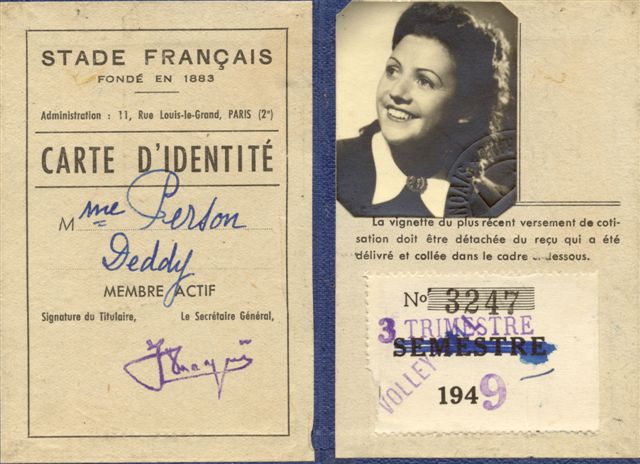 STADE FRANÇAIS
FONDÉ EN 1883
Administration : 11, Rue Louis-le-Grand, PARIS (2e)
CARTE D'IDENTITÉ
Mme Person
Deddy
MEMBRE ACTIF
Signature du Titulaire, Le Secrétaire Général,
La vignette du plus récent versement de coti-
sation doit être détachée du reçu qui a été
délivré et collée dans le cadre ci-dessous.
No 3247
3 TRIMESTRE
SEMESTRE
VOLLEY
1949